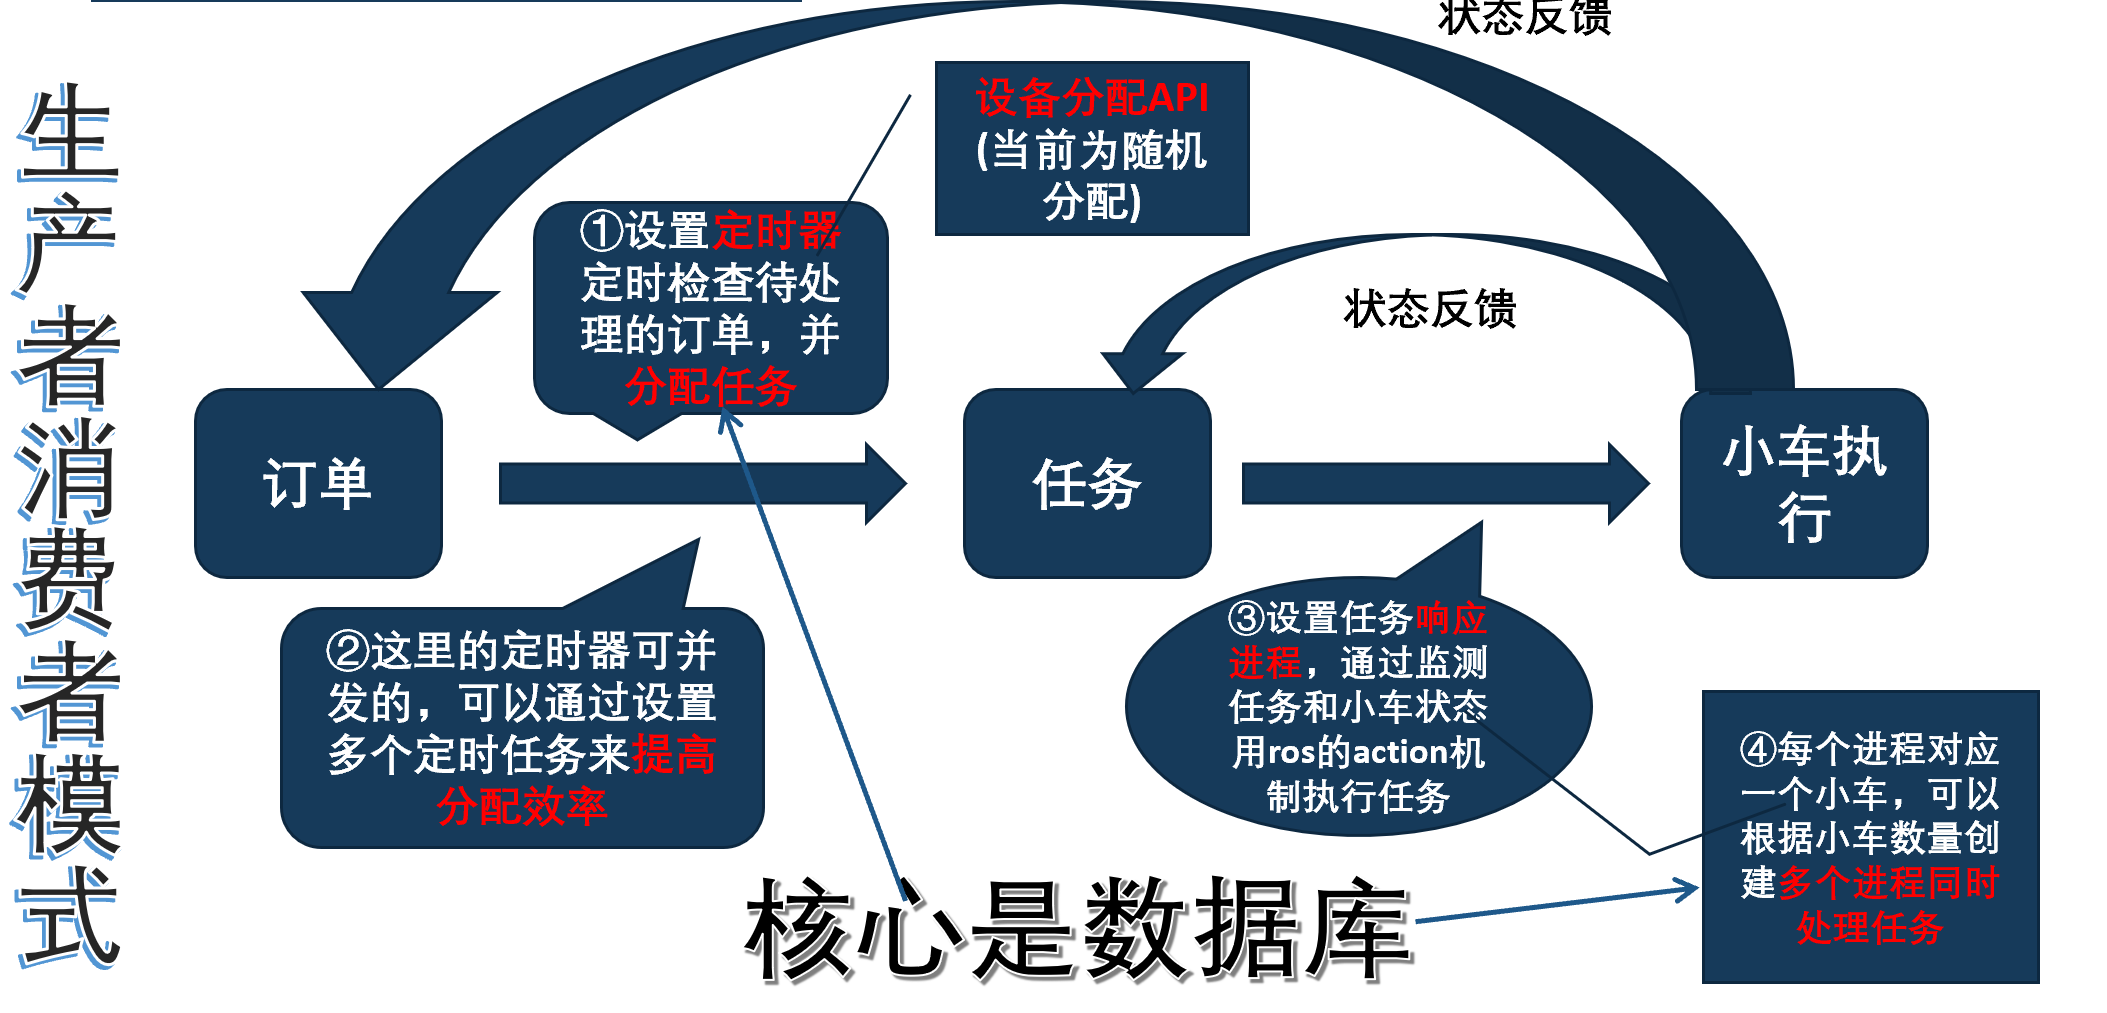 生产者消费者模式
状态反馈
设备分配API
(当前为随机
分配)
①设置定时器
定时检查待处
理的订单，并
分配任务
状态反馈
订单
任务
小车执
行
②这里的定时器可并
发的，可以通过设置
多个定时任务来提高
分配效率
③设置任务响应
进程，通过监测
任务和小车状态
用ros的action机
制执行任务
④每个进程对应
一个小车，可以
根据小车数量创
建多个进程同时
处理任务
核心是数据库